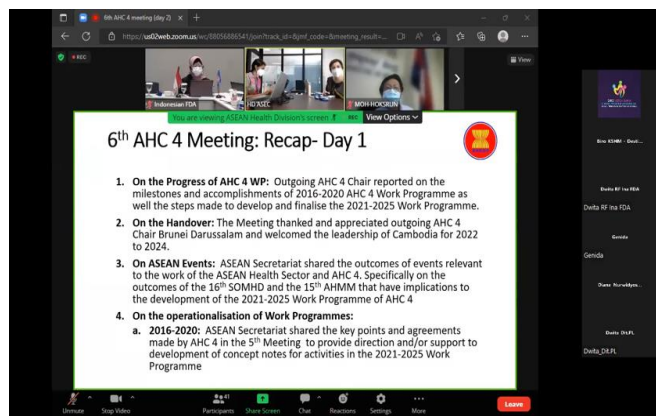 6th AHC 4 meeting (day 2)
https://us02web.zoom.us/wc/88056886541/join?track_id=&jmf_code=&meeting_result=...
REC
View
Indonesian FDA
HD ASEC
MOH-HOKSRUN
You are viewing ASEAN Health Division's screen
REC
View Options
6th AHC 4 Meeting: Recap- Day 1
1. On the Progress of AHC 4 WP: Outgoing AHC 4 Chair reported on the
milestones and accomplishments of 2016-2020 AHC 4 Work Programme as
well the steps made to develop and finalise the 2021-2025 Work Programme.
2. On the Handover: The Meeting thanked and appreciated outgoing AHC 4
Chair Brunei Darussalam and welcomed the leadership of Cambodia for 2022
to 2024.
3. On ASEAN Events: ASEAN Secretariat shared the outcomes of events relevant
to the work of the ASEAN Health Sector and AHC 4. Specifically on the
outcomes of the 16th SOMHD and the 15th AHMM that have implications to
the development of the 2021-2025 Work Programme of AHC 4
4. On the operationalisation of Work Programmes:
a. 2016-2020: ASEAN Secretariat shared the key points and agreements
made by AHC 4 in the 5th Meeting to provide direction and/or support to
development of concept notes for activities in the 2021-2025 Work
Programme
Dwita RF Ina FDA
Dwita RF Ina FDA
Genida
Genida
Dwita Dit.PL
Dwita_Dit.PL
Unmute
Stop Video
41
Participants
Share Screen
Chat
Reactions
Settings
More
Leave